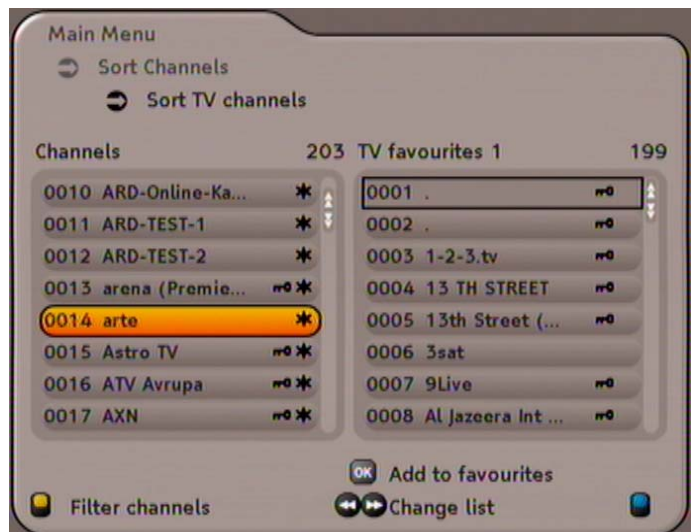 Main Menu
Sort Channels
Sort TV channels
Channels 203
0010 ARD-Online-Ka...
0011 ARD-TEST-1
0012 ARD-TEST-2
0013 arena (Premie...
0014 arte
0015 Astro TV
0016 ATV Avrupa
0017 AXN
TV favourites 1 199
0001 .
0002 .
0003 1-2-3.tv
0004 13 TH STREET
0005 13th Street (...
0006 3sat
0007 9Live
0008 Al Jazeera Int ...
OK Add to favourites
Filter channels
Change list